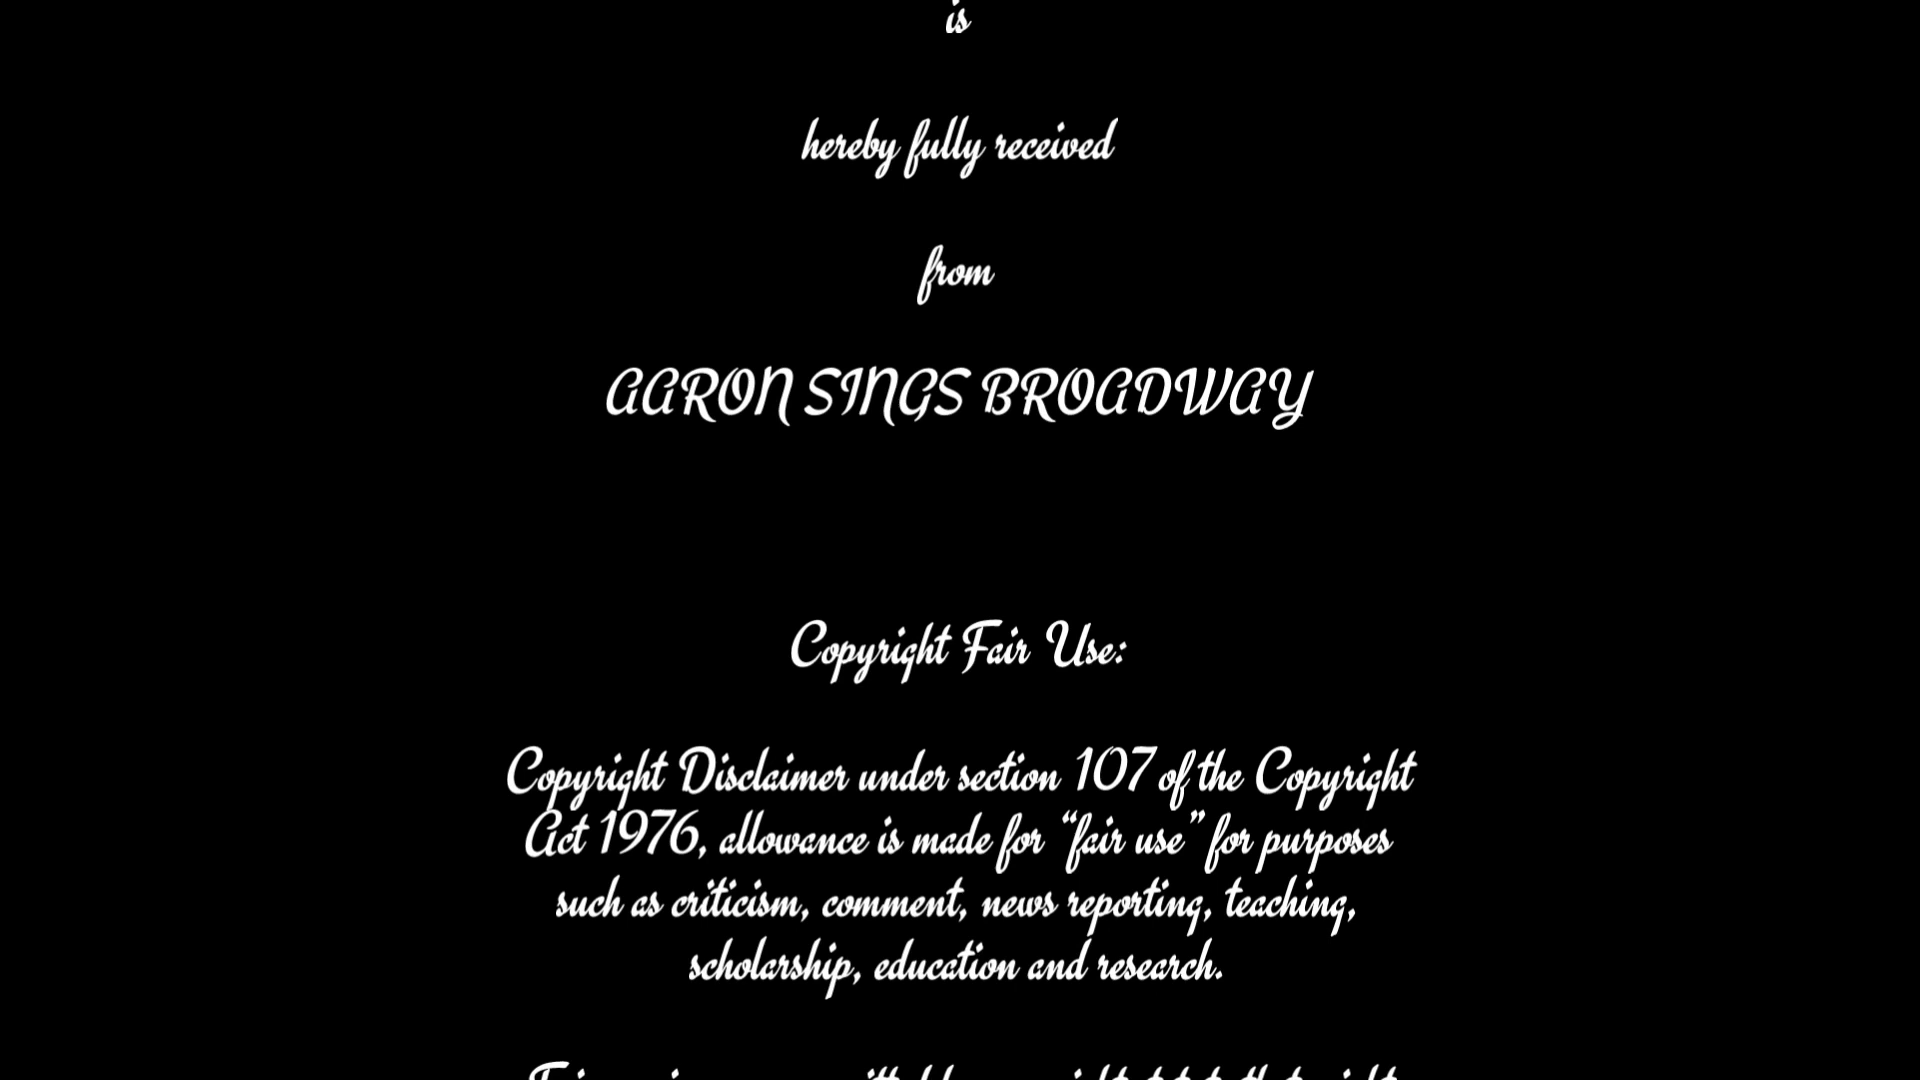 is
hereby fully received
from
AARON SINGS BROADWAY
Copyright Fair Use:
Copyright Disclaimer under section 107 of the Copyright
Act 1976, allowance is made for “fair use” for purposes
such as criticism, comment, news reporting, teaching,
scholarship, education and research.